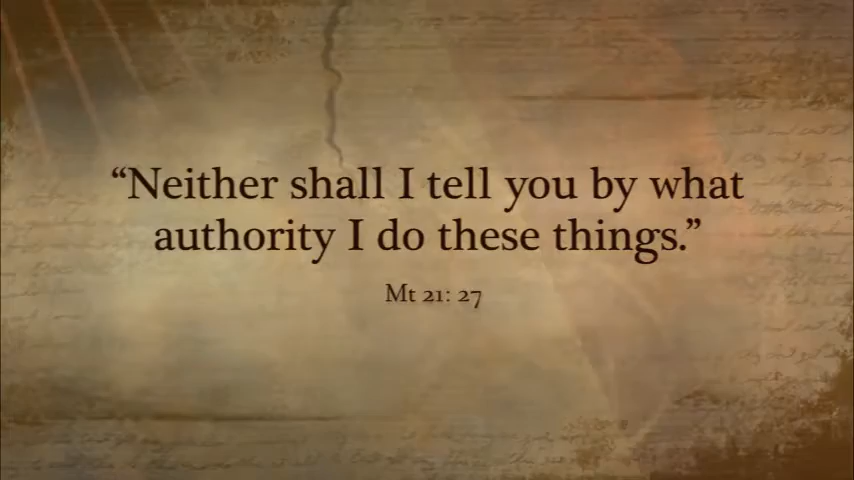 “Neither shall I tell you by what
authority I do these things.”
Mt 21: 27